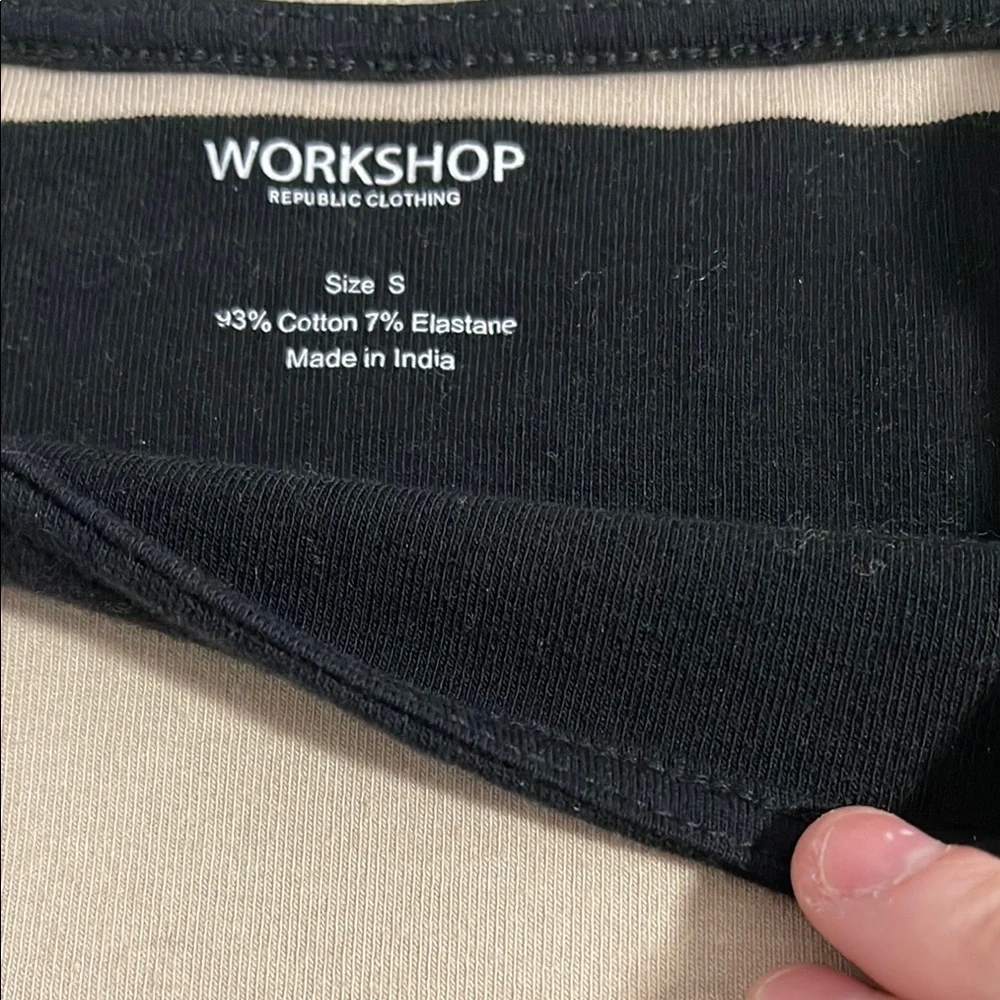 WORKSHOP
REPUBLIC CLOTHING
Size S
93% Cotton 7% Elastane
Made in India